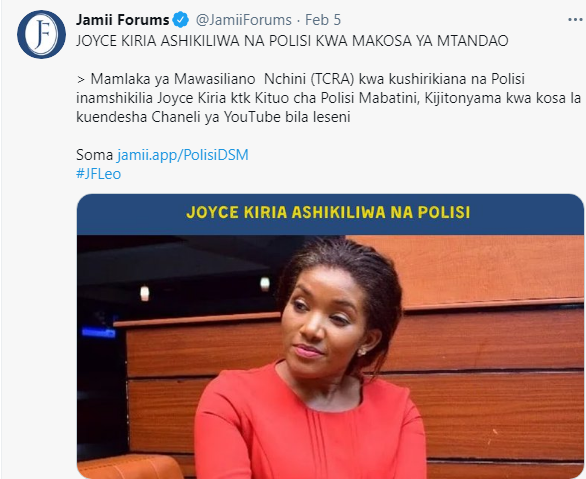 Jamii Forums @JamiiForums · Feb 5
JOYCE KIRIA ASHIKILIWA NA POLISI KWA MAKOSA YA MTANDAO
> Mamlaka ya Mawasiliano Nchini (TCRA) kwa kushirikiana na Polisi
inamshikilia Joyce Kiria ktk Kituo cha Polisi Mabatini, Kijitonyama kwa kosa la
kuendesha Chaneli ya YouTube bila leseni
Soma jamii.app/PolisiDSM
#JFLeo
JOYCE KIRIA ASHIKILIWA NA POLISI